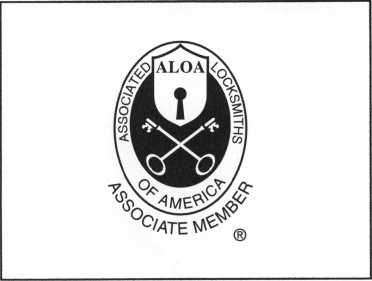 ALOA
ASSOCIATED LOCKSMITHS
OF AMERICA
ASSOCIATE MEMBER
®